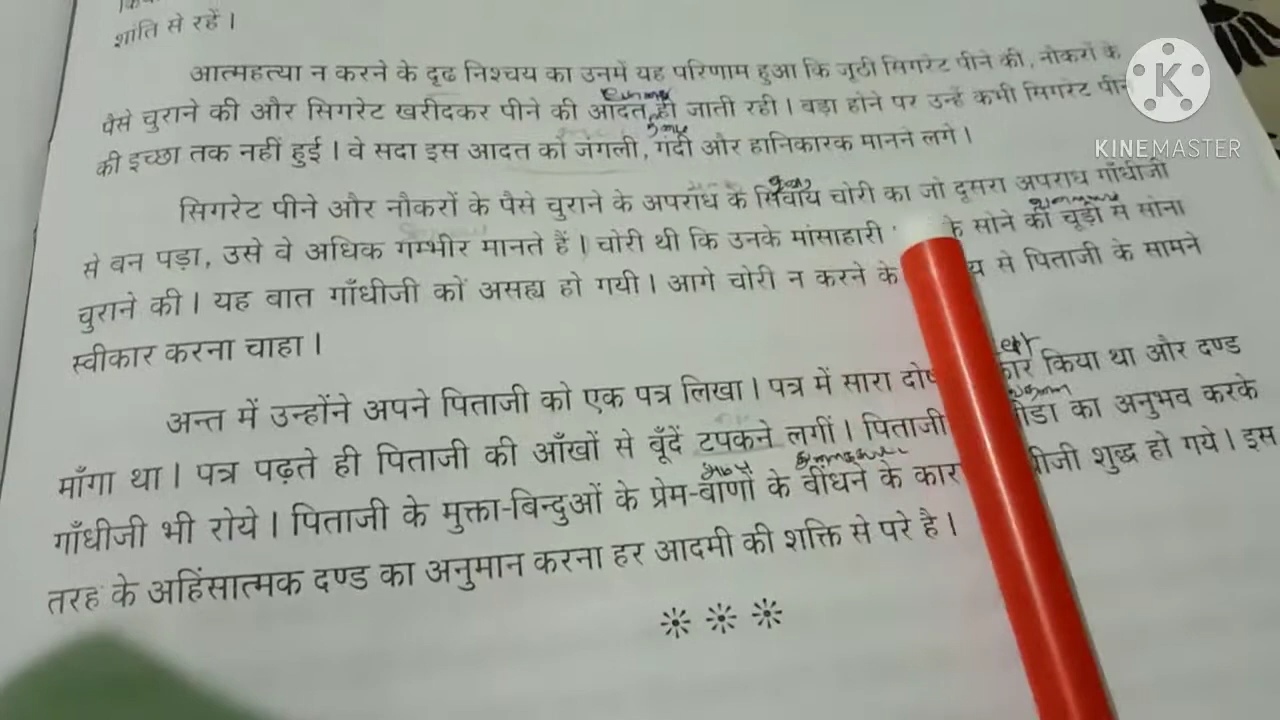 शांति से रहें ।
आत्महत्या न करने के दृढ निश्चय का उनमें यह परिणाम हुआ कि जूठी सिगरेट पीने की, नौकरों के
पैसे चुराने की और सिगरेट खरीदकर पीने की आदत ही जाती रही । बड़ा होने पर उन्हें कभी सिगरेट पीने
की इच्छा तक नहीं हुई । वे सदा इस आदत को जंगली, गंदी और हानिकारक मानने लगे ।
सिगरेट पीने और नौकरों के पैसे चुराने के अपराध के सिवाय चोरी का जो दूसरा अपराध गाँधीजी
से बन पड़ा, उसे वे अधिक गम्भीर मानते हैं । चोरी थी कि उनके मांसाहारी के सोने की चूड़ी से सोना
चुराने की । यह बात गाँधीजी कों असह्य हो गयी । आगे चोरी न करने के से पिताजी के सामने
स्वीकार करना चाहा ।
अन्त में उन्होंने अपने पिताजी को एक पत्र लिखा । पत्र में सारा किया था और दण्ड
माँगा था । पत्र पढ़ते ही पिताजी की आँखों से बूँदें टपकने लगीं । पिताजी का अनुभव करके
गाँधीजी भी रोये । पिताजी के मुक्ता-बिन्दुओं के प्रेम-बाणों के बींधने के शुद्ध हो गये । इस
तरह के अहिंसात्मक दण्ड का अनुमान करना हर आदमी की शक्ति से परे है ।
K
KINEMASTER